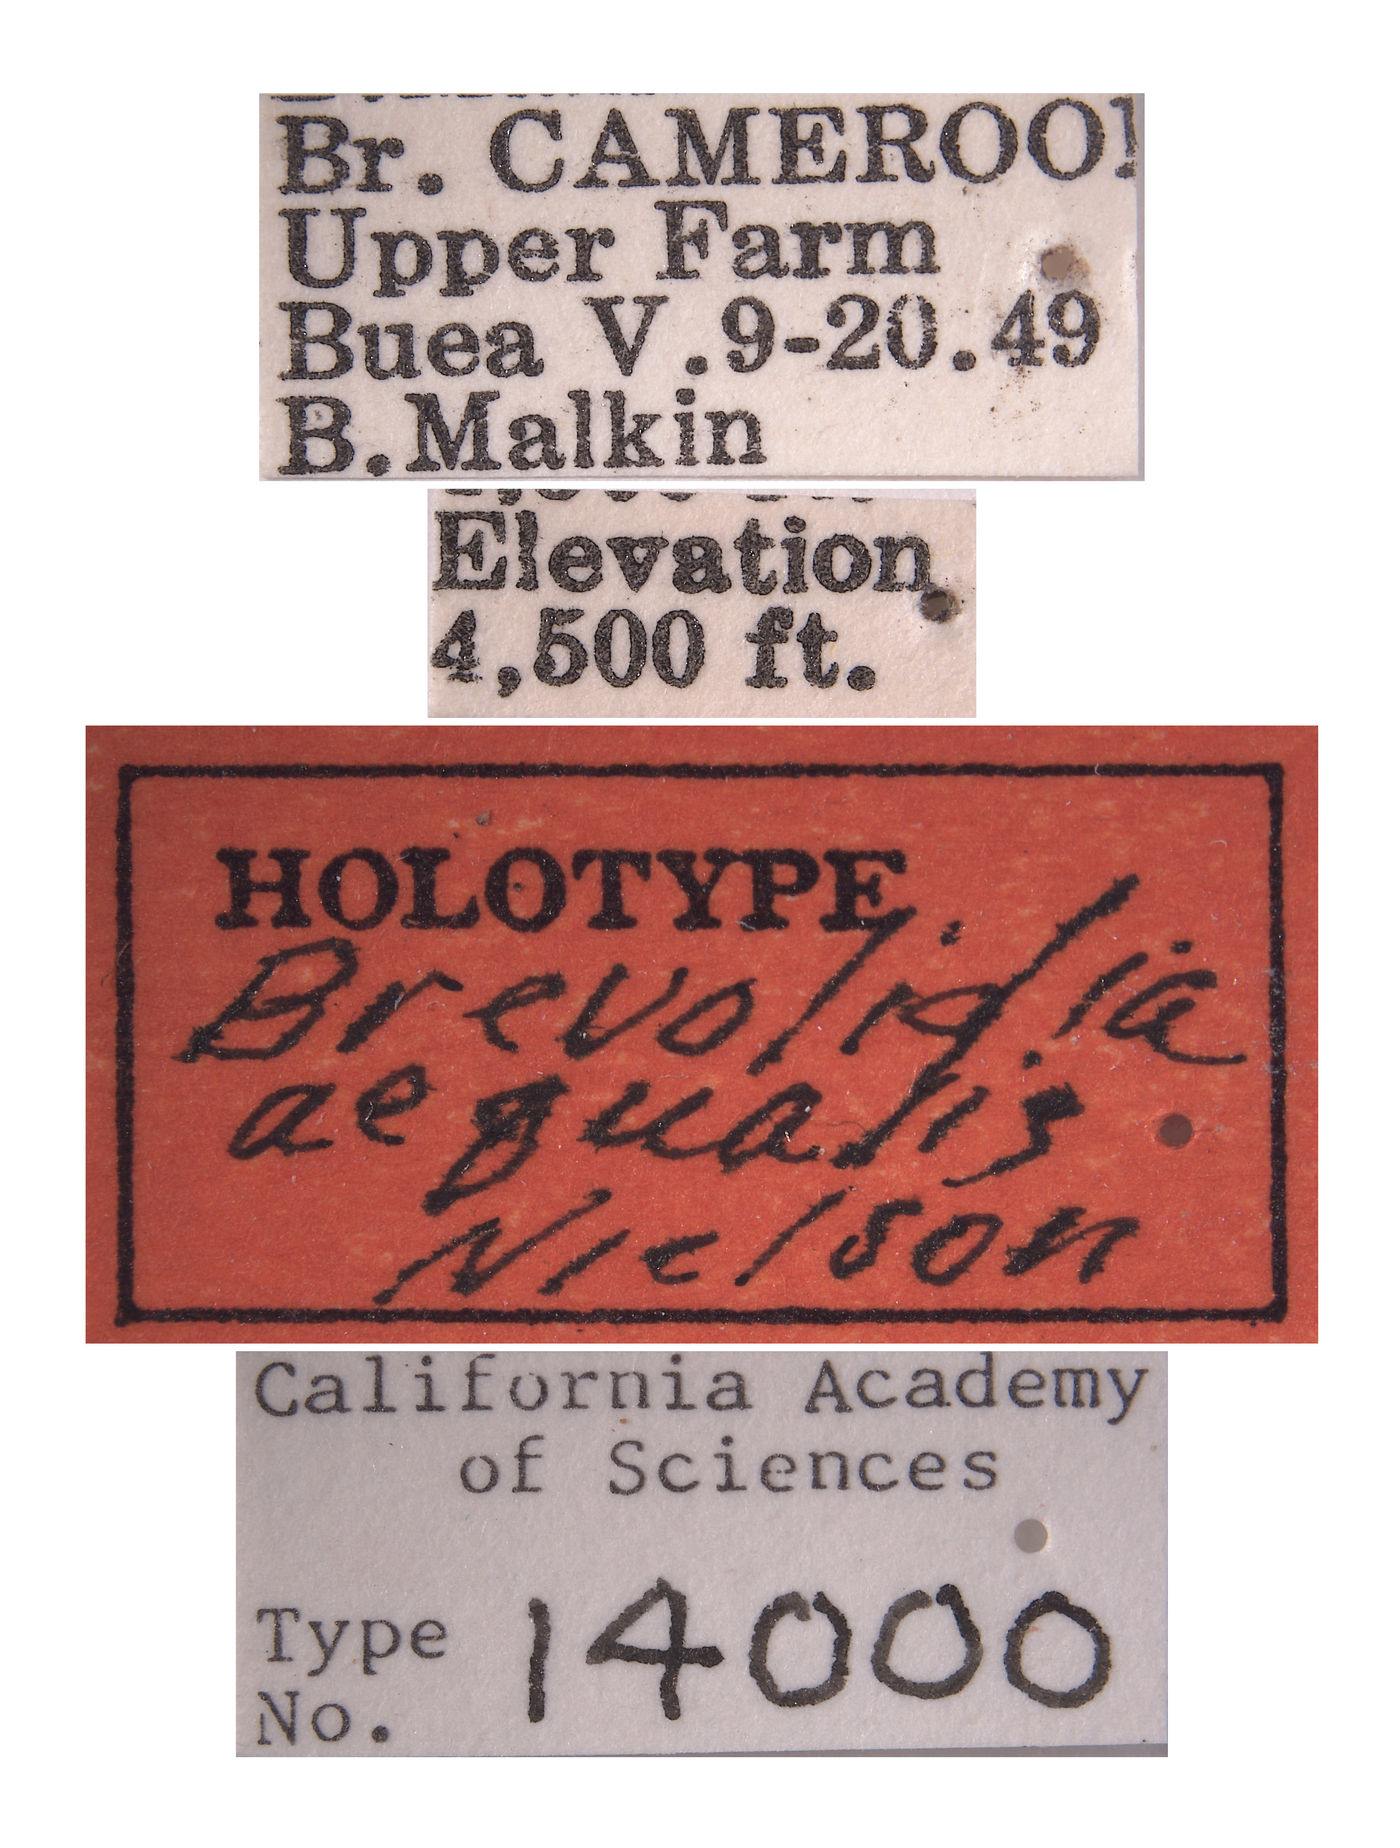 Br. CAMEROON
Upper Farm
Buea V.9-20.49
B.Malkin
Elevation
4,500 ft.
HOLOTYPE
Brevolidia
aequalis
Nielson
California Academy
of Sciences
Type
No. 14000